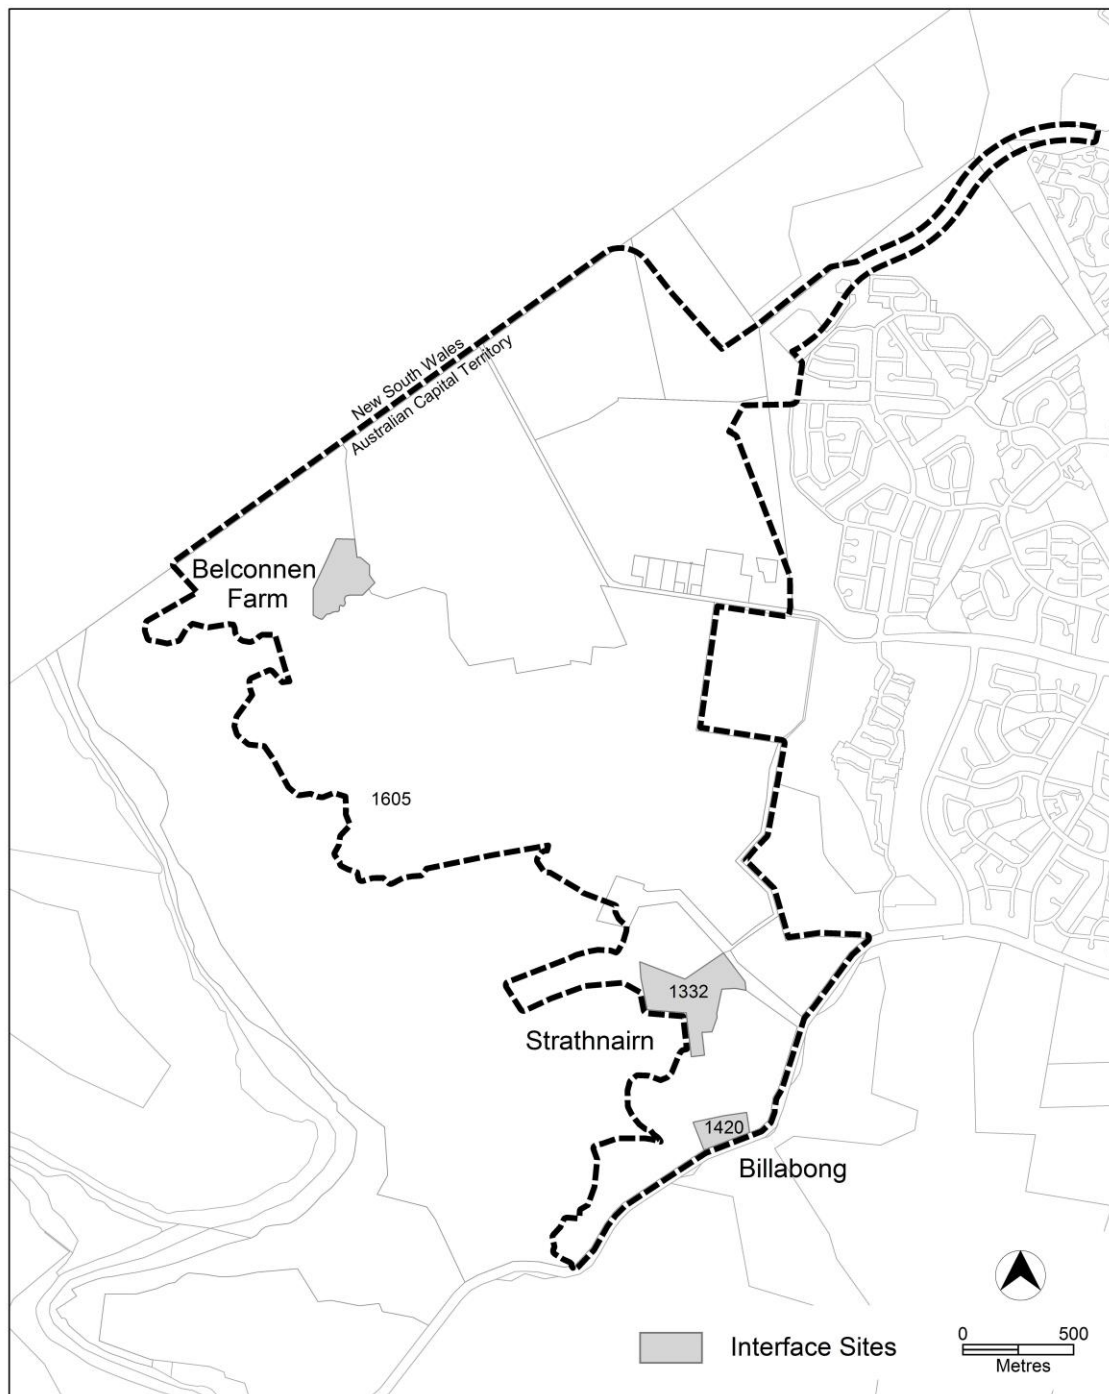 New South Wales
Australian Capital Territory
Belconnen
Farm
1605
1332
Strathnairn
1420
Billabong
Interface Sites
0 500
Metres